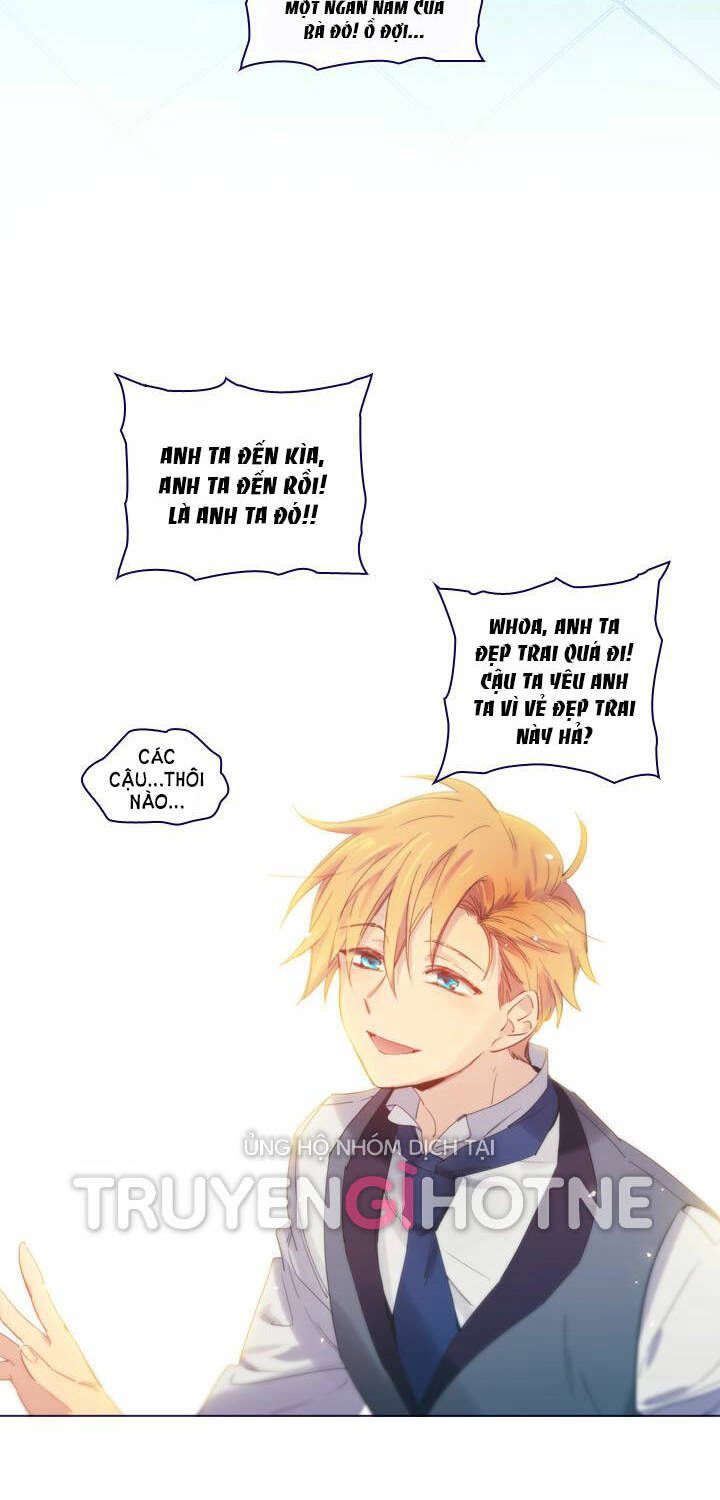 MỘT NGÀN NĂM CỦA
BÀ ĐÓ! Ồ ĐỢI...
ANH TA ĐẾN KÌA,
ANH TA ĐẾN RỒI!
LÀ ANH TA ĐÓ!!
WHOA, ANH TA
ĐẸP TRAI QUÁ ĐI!
CẬU TA YÊU ANH
TA VÌ VẺ ĐẸP TRAI
NÀY HẢ?
CÁC
CẬU...THÔI
NÀO...
ỦNG HỘ NHÓM DỊCH TẠI
TRUYENGIHOTNE